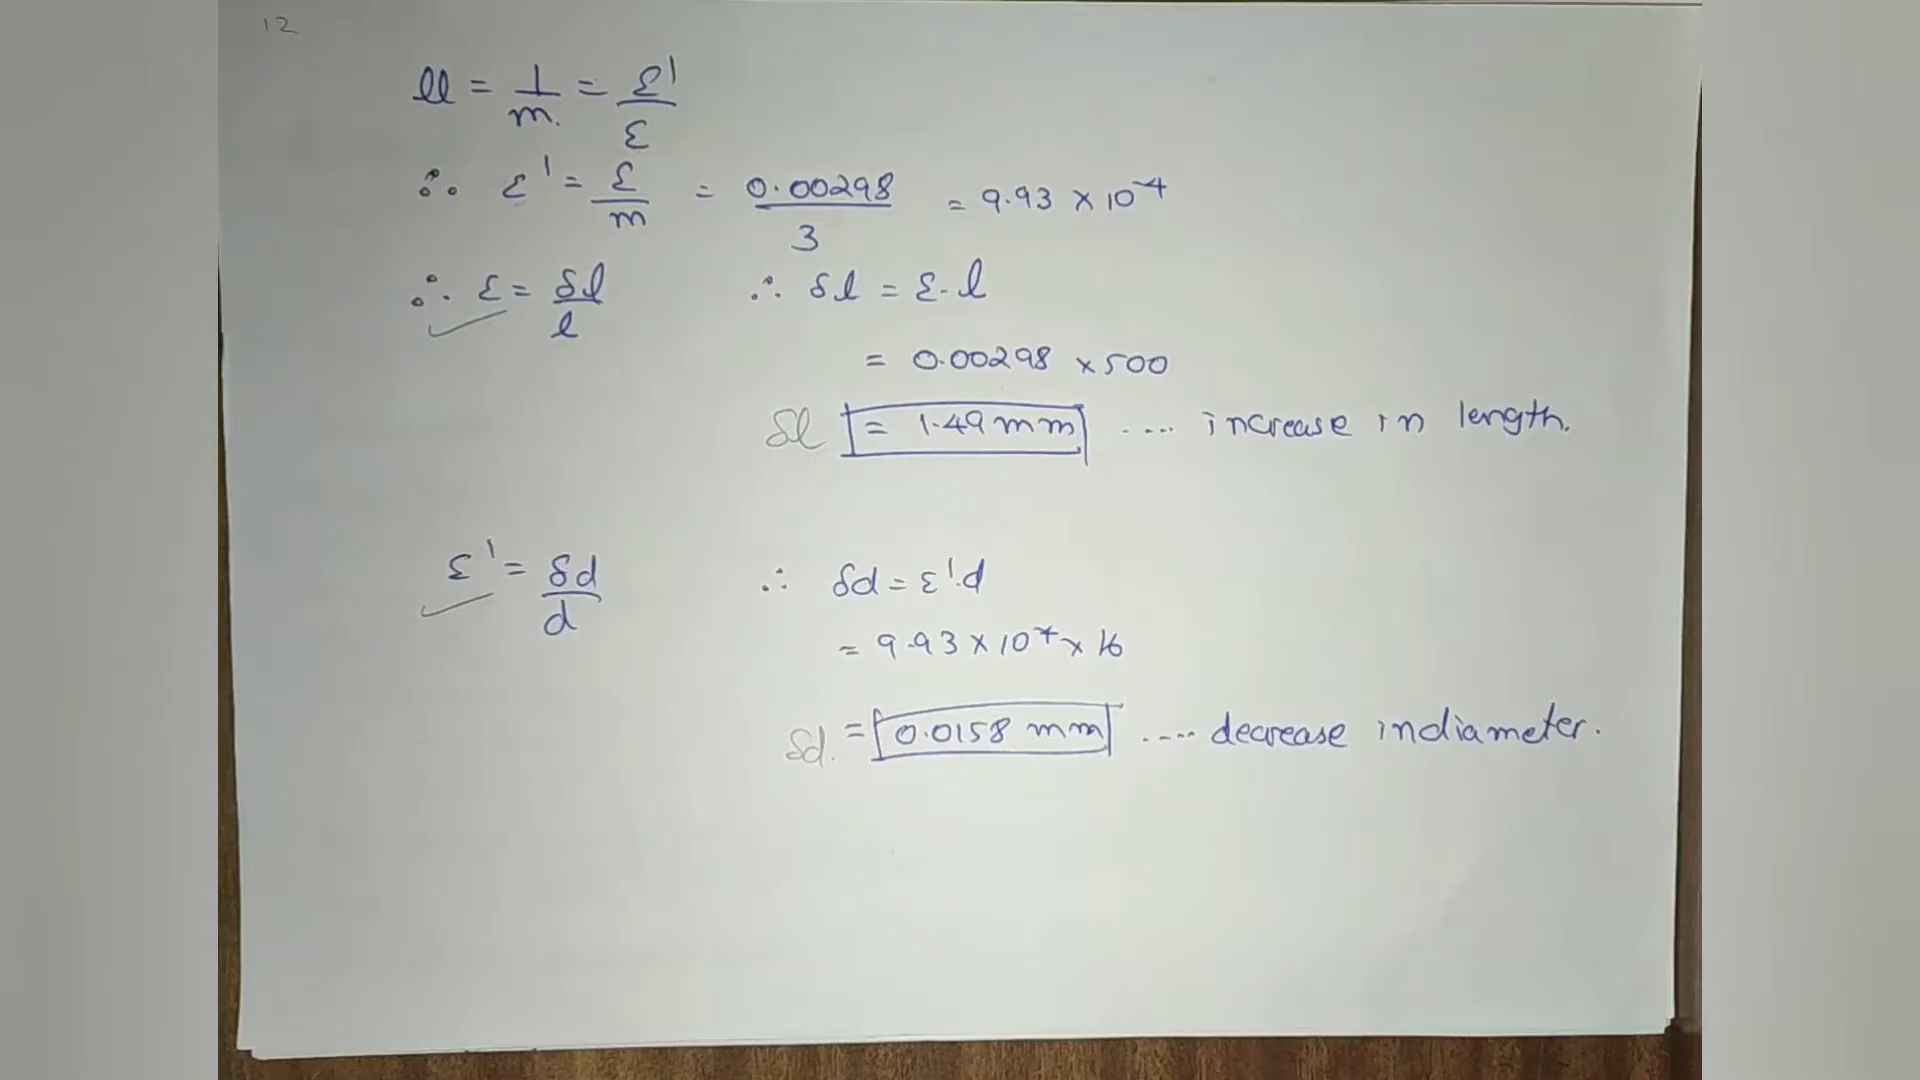 12
μ = 1/m. = ε'/ε
∴ ε' = ε/m = 0.00298/3 = 9.93 × 10⁻⁴
∴ ε = δl/l ∴ δl = ε.l
= 0.00298 × 500
δl = 1.49 mm .... increase in length.
ε' = δd/d ∴ δd = ε'.d
= 9.93 × 10⁻⁴ × 16
δd. = 0.0158 mm .... decrease in diameter.